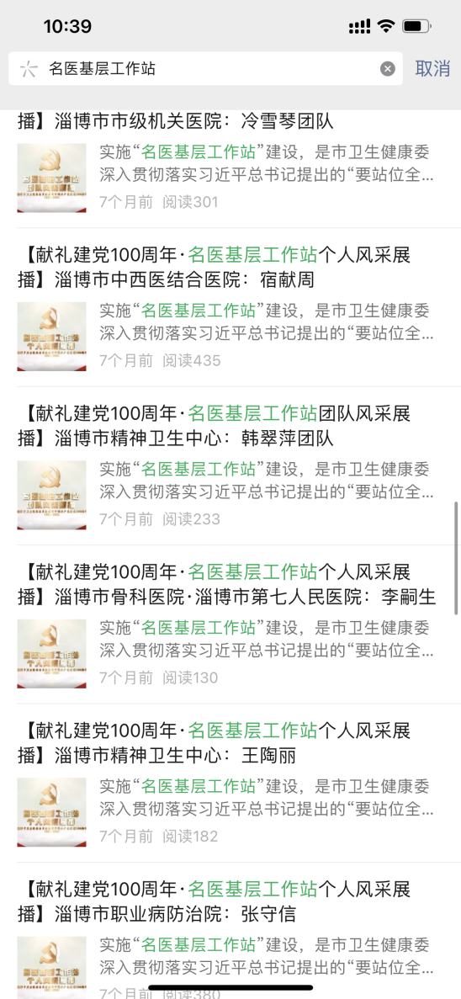 10:39
名医基层工作站
取消
播】淄博市市级机关医院：冷雪琴团队
实施“名医基层工作站”建设，是市卫生健康委
深入贯彻落实习近平总书记提出的“要站位全...
7个月前 阅读301
【献礼建党100周年·名医基层工作站个人风采展
播】淄博市中西医结合医院：宿献周
实施“名医基层工作站”建设，是市卫生健康委
深入贯彻落实习近平总书记提出的“要站位全...
7个月前 阅读435
【献礼建党100周年·名医基层工作站团队风采展
播】淄博市精神卫生中心：韩翠萍团队
实施“名医基层工作站”建设，是市卫生健康委
深入贯彻落实习近平总书记提出的“要站位全...
7个月前 阅读233
【献礼建党100周年·名医基层工作站个人风采展
播】淄博市骨科医院·淄博市第七人民医院：李嗣生
实施“名医基层工作站”建设，是市卫生健康委
深入贯彻落实习近平总书记提出的“要站位全...
7个月前 阅读130
【献礼建党100周年·名医基层工作站个人风采展
播】淄博市精神卫生中心：王陶丽
实施“名医基层工作站”建设，是市卫生健康委
深入贯彻落实习近平总书记提出的“要站位全...
7个月前 阅读182
【献礼建党100周年·名医基层工作站个人风采展
播】淄博市职业病防治院：张守信
实施“名医基层工作站”建设，是市卫生健康委
深入贯彻落实习近平总书记提出的“要站位全...
7个月前 阅读380